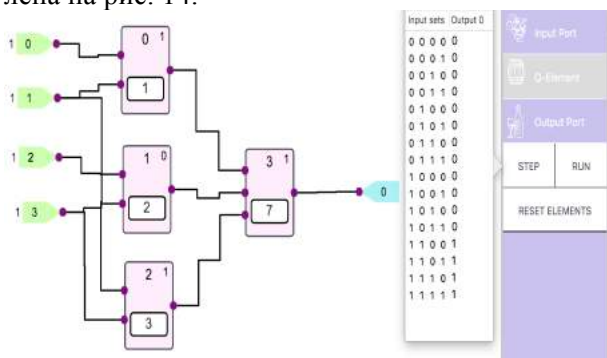 лена на рис. 14.
1 0
1 1
1 2
1 3
0 1
1
1 0
2
2 1
3
3 1
7
0
Input sets Output 0
0 0 0 0 0
0 0 0 1 0
0 0 1 0 0
0 0 1 1 0
0 1 0 0 0
0 1 0 1 0
0 1 1 0 0
0 1 1 1 0
1 0 0 0 0
1 0 0 1 0
1 0 1 0 0
1 0 1 1 0
1 1 0 0 1
1 1 0 1 1
1 1 1 0 1
1 1 1 1 1
Input Port
Q-Element
Output Port
STEP RUN
RESET ELEMENTS